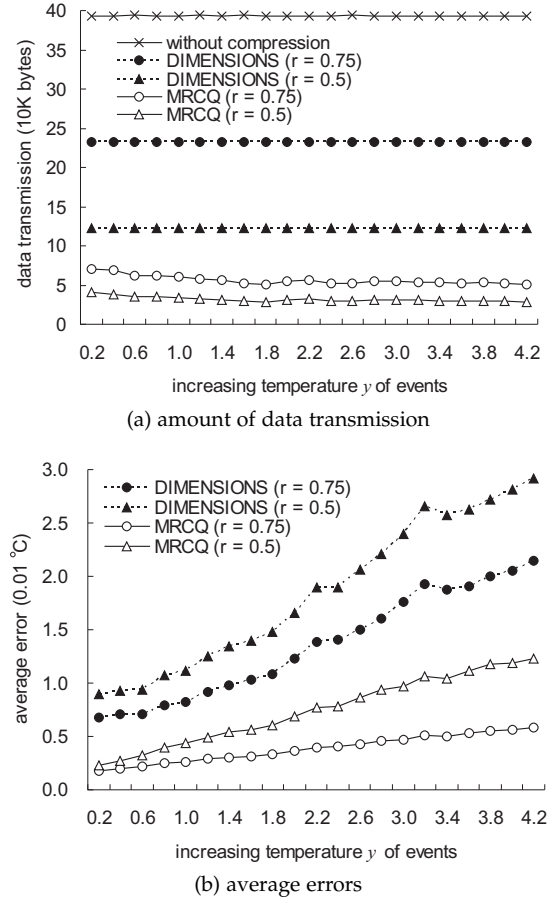 40
35
30
25
20
15
10
5
0
data transmission (10K bytes)
without compression
DIMENSIONS (r = 0.75)
DIMENSIONS (r = 0.5)
MRCQ (r = 0.75)
MRCQ (r = 0.5)
0.2 0.6 1.0 1.4 1.8 2.2 2.6 3.0 3.4 3.8 4.2
increasing temperature y of events
(a) amount of data transmission
3.0
2.5
2.0
1.5
1.0
0.5
0.0
average error (0.01 °C)
DIMENSIONS (r = 0.75)
DIMENSIONS (r = 0.5)
MRCQ (r = 0.75)
MRCQ (r = 0.5)
0.2 0.6 1.0 1.4 1.8 2.2 2.6 3.0 3.4 3.8 4.2
increasing temperature y of events
(b) average errors